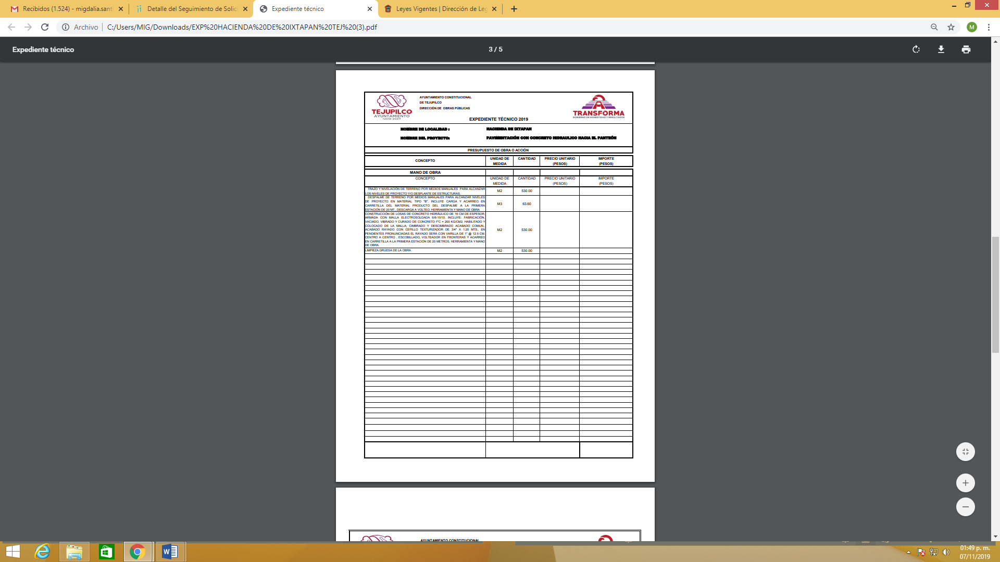 Recibidos (1.524) - migdalia.sant
Detalle del Seguimiento de Solici
Expediente técnico
Leyes Vigentes | Dirección de Leg
Archivo
C:/Users/MIG/Downloads/EXP%20HACIENDA%20DE%20IXTAPAN%20TEJ%20(3).pdf
M
Expediente técnico
3 / 5
TEJUPILCO
AYUNTAMIENTO
•2019-2021•
AYUNTAMIENTO CONSTITUCIONAL
DE TEJUPILCO
DIRECCIÓN DE OBRAS PÚBLICAS
TRANSFORMA
GOBIERNO DE HONESTIDAD Y RESULTADOS
EXPEDIENTE TÉCNICO 2019
NOMBRE DE LOCALIDAD : HACIENDA DE IXTAPAN
NOMBRE DEL PROYECTO: PAVIMENTACIÓN CON CONCRETO HIDRAULICO HACIA EL PANTEÓN
PRESUPUESTO DE OBRA O ACCIÓN
CONCEPTO UNIDAD DE MEDIDA CANTIDAD PRECIO UNITARIO (PESOS) IMPORTE (PESOS)
MANO DE OBRA
CONCEPTO UNIDAD DE MEDIDA CANTIDAD PRECIO UNITARIO (PESOS) IMPORTE (PESOS)
TRAZO Y NIVELACIÓN DE TERRENO POR MEDIOS MANUALES PARA ALCANZAR
LOS NIVELES DE PROYECTO Y/O DESPLANTE DE ESTRUCTURAS.
M2 530.00
DESPALME DE TERRENO POR MEDIOS MANUALES PARA ALCANZAR NIVELES
DE PROYECTO EN MATERIAL TIPO "B", INCLUYE CARGA Y ACARREO EN
CARRETILLA DEL MATERIAL PRODUCTO DEL DESPALME A LA PRIMERA
ESTACIÓN DE 20 MT., DESCARGA A VOLTEO, HERRAMIENTA Y MANO DE OBRA
M3 63.60
CONSTRUCCIÓN DE LOSAS DE CONCRETO HIDRÁULICO DE 15 CM DE ESPESOR,
ARMADA CON MALLA ELECTROSOLDADA 6/6-10/10, INCLUYE: FABRICACIÓN,
VACIADO, VIBRADO Y CURADO DE CONCRETO F'C = 200 KG/CM2; HABILITADO Y
COLOCADO DE LA MALLA; CIMBRADO Y DESCIMBRADO ACABADO COMUN,;
ACABADO RAYADO CON CEPILLO TEXTURIZADOR DE 3/4" X 1.20 MTS., EN
PENDIENTES PRONUNCIADAS EL RAYADO SERÁ CON VARILLA DE 1" @ 12.5 CM.
CENTRO A CENTRO , ESCOBILLADO, VOLTEADOR EN FRONTERAS Y ACARREO
EN CARRETILLA A LA PRIMERA ESTACIÓN DE 20 METROS, HERRAMIENTA Y MANO
DE OBRA.
M2 530.00
LIMPIEZA GRUESA DE LA OBRA M2 530.00
AYUNTAMIENTO CONSTITUCIONAL
01:49 p. m.
07/11/2019